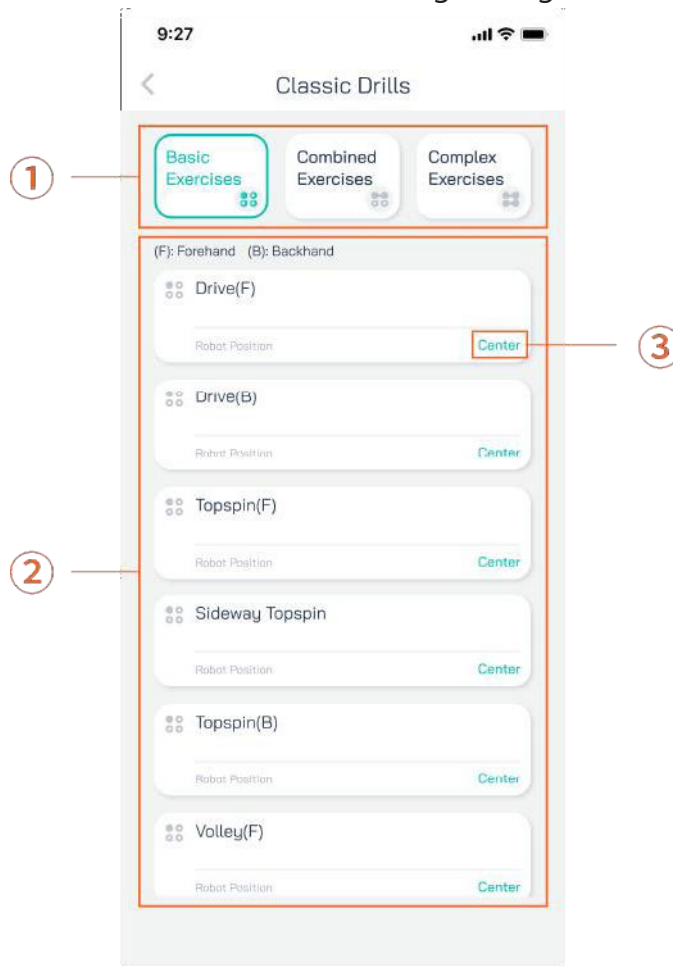 9:27
Classic Drills
Basic Exercises
Combined Exercises
Complex Exercises
1
(F): Forehand (B): Backhand
Drive(F)
Robot Position Center
3
Drive(B)
Robot Position Center
Topspin(F)
Robot Position Center
2
Sideway Topspin
Robot Position Center
Topspin(B)
Robot Position Center
Volley(F)
Robot Position Center